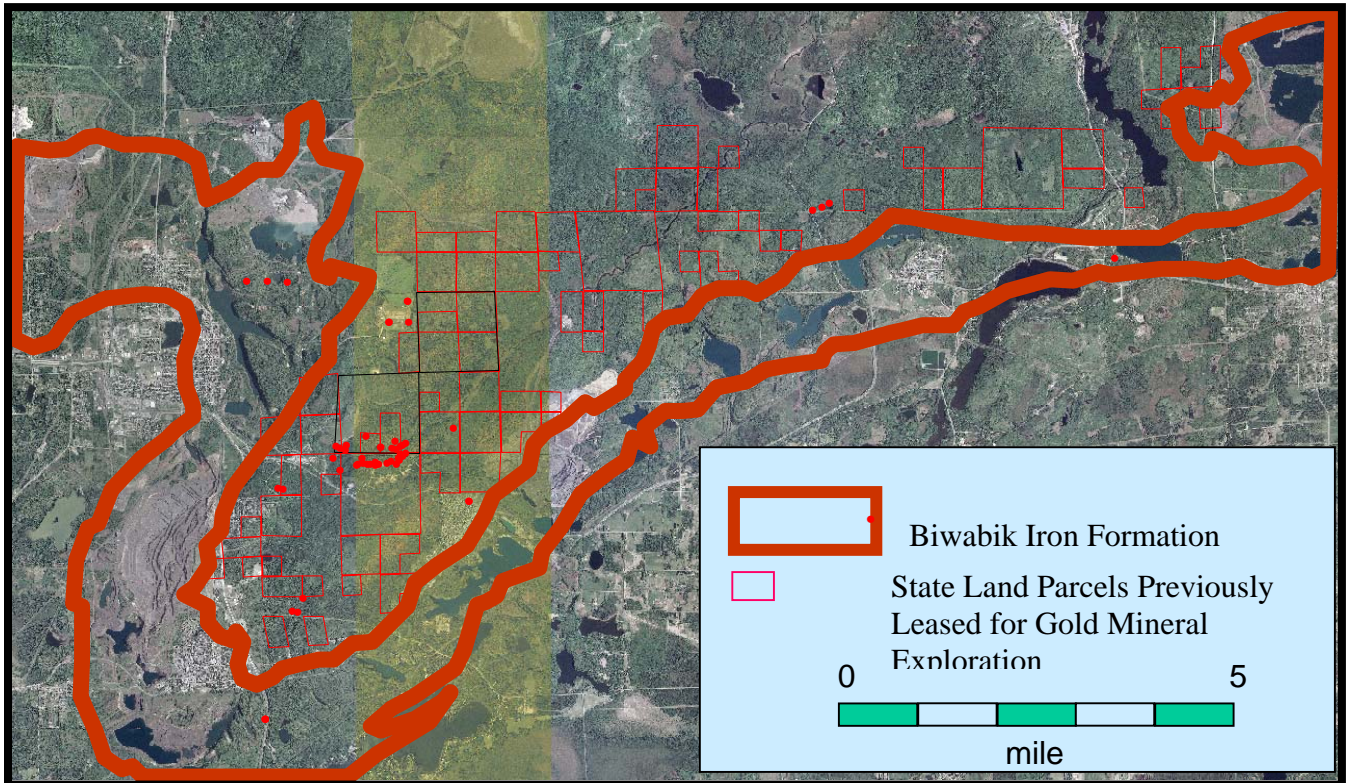 Biwabik Iron Formation
State Land Parcels Previously
Leased for Gold Mineral
Exploration
0 5
mile